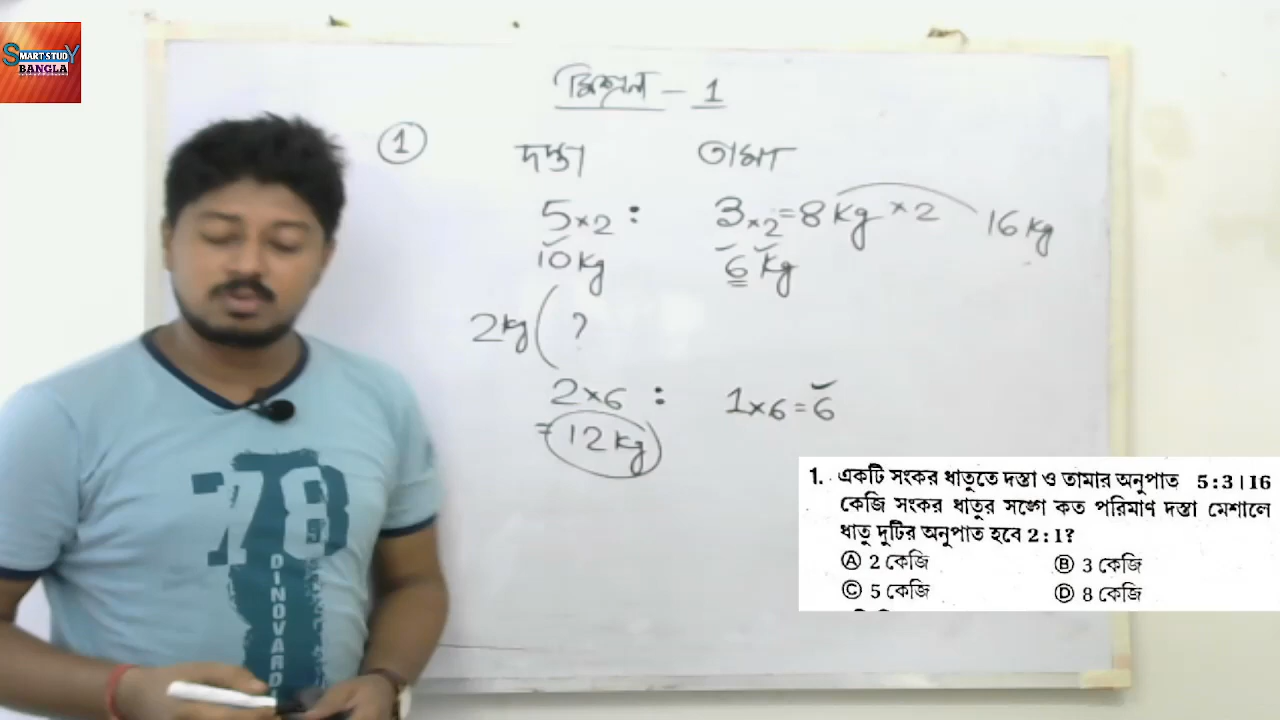 SMART STUDY
BANGLA
মিশ্রণ - 1
1
দস্তা তামা
5×2 : 3×2=8 kg ×2 16 kg
10 kg 6 kg
2 kg ( ?
2×6 : 1×6=6
=12 kg
1. একটি সংকর ধাতুতে দস্তা ও তামার অনুপাত 5:3। 16
কেজি সংকর ধাতুর সঙ্গে কত পরিমাণ দস্তা মেশালে
ধাতু দুটির অনুপাত হবে 2:1?
Ⓐ 2 কেজি Ⓑ 3 কেজি
Ⓒ 5 কেজি Ⓓ 8 কেজি
78
DINOVARD